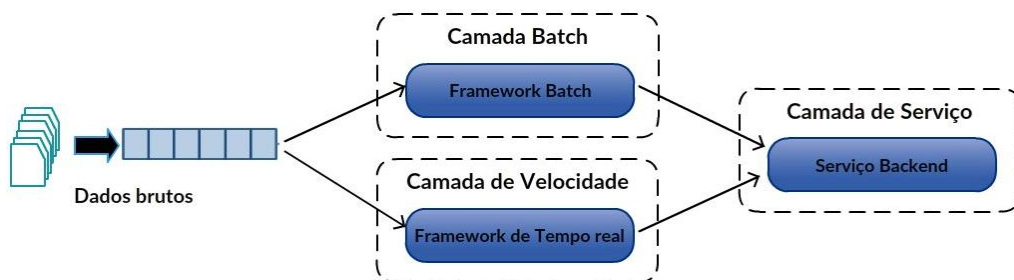 Camada Batch
Framework Batch
Dados brutos
Camada de Velocidade
Framework de Tempo real
Camada de Serviço
Serviço Backend